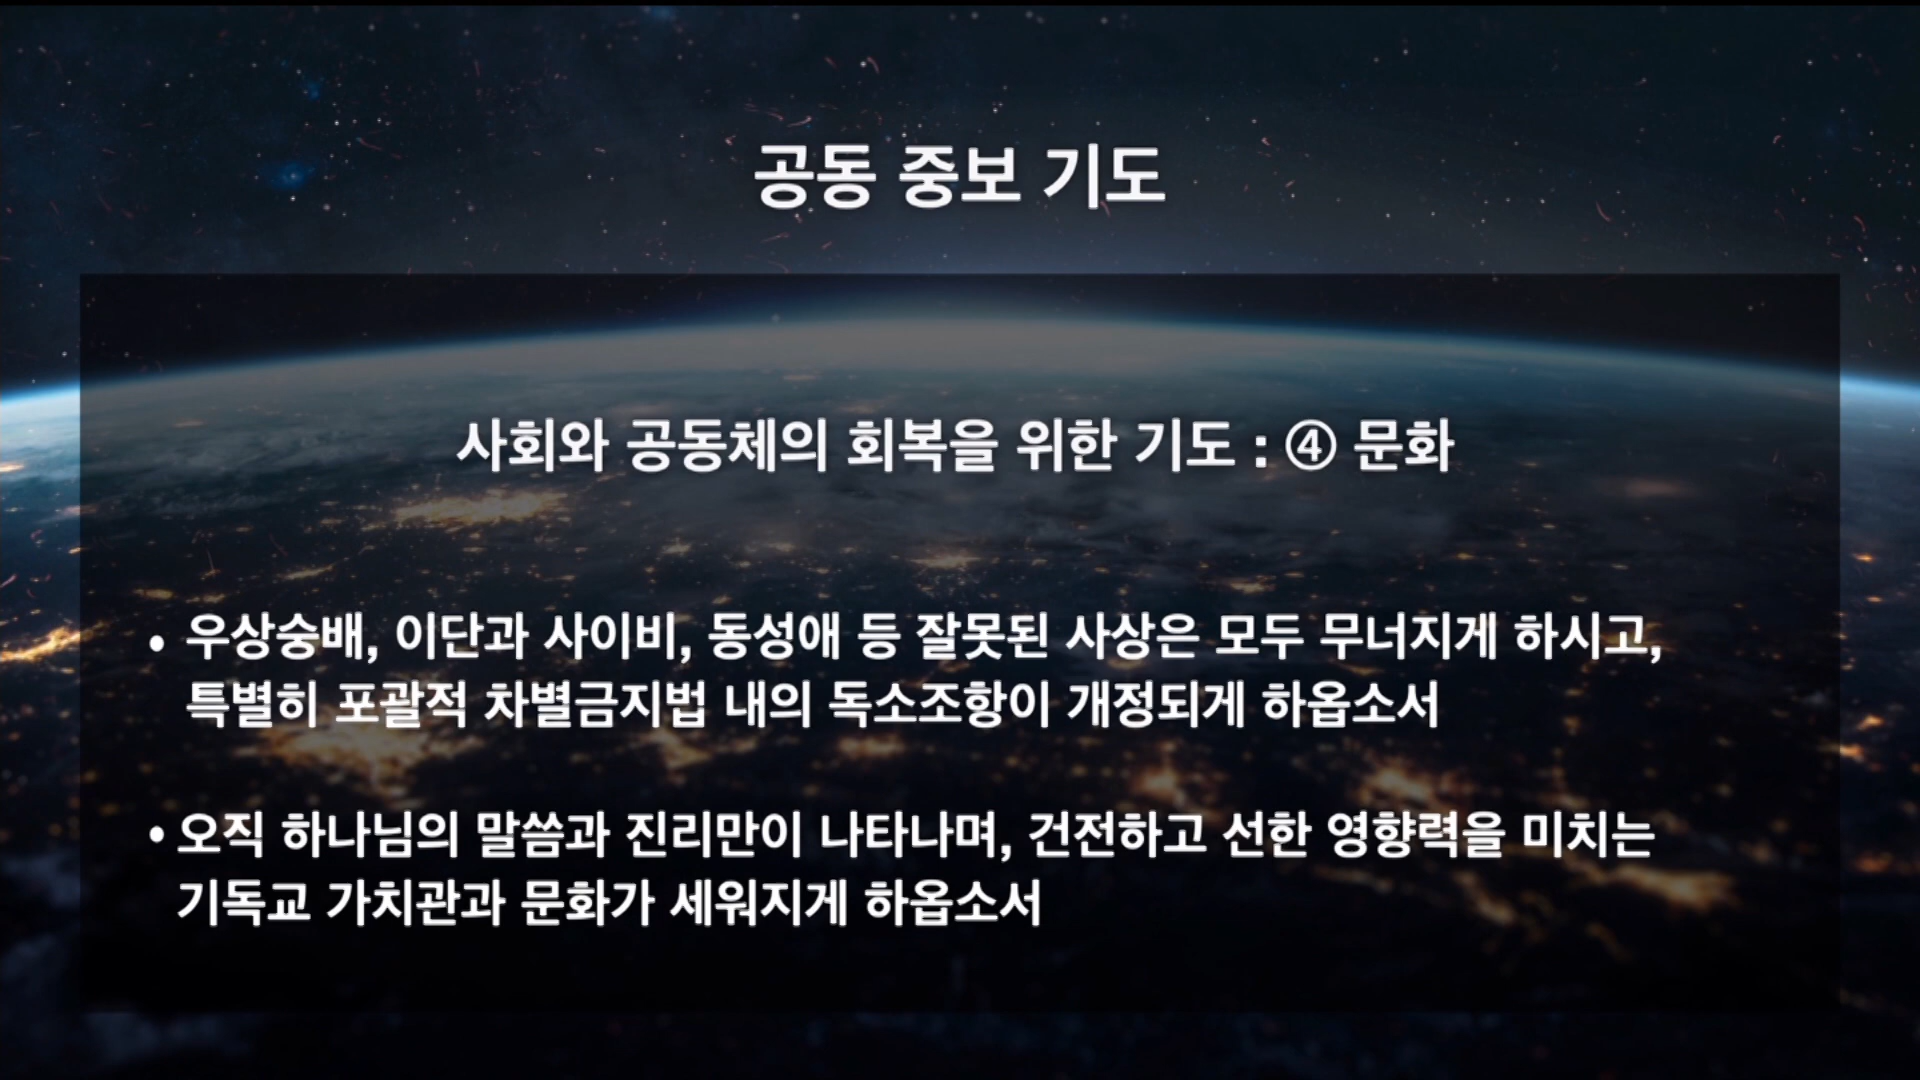 공동 중보 기도
사회와 공동체의 회복을 위한 기도 : ④ 문화
• 우상숭배, 이단과 사이비, 동성애 등 잘못된 사상은 모두 무너지게 하시고,
특별히 포괄적 차별금지법 내의 독소조항이 개정되게 하옵소서
• 오직 하나님의 말씀과 진리만이 나타나며, 건전하고 선한 영향력을 미치는
기독교 가치관과 문화가 세워지게 하옵소서